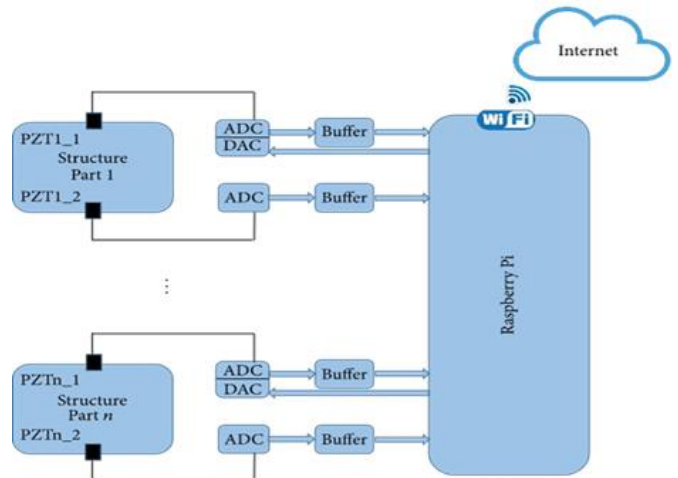 Internet
Wi Fi
PZT1_1
Structure
Part 1
PZT1_2
ADC
DAC
Buffer
ADC
Buffer
Raspberry Pi
⋮
PZTn_1
Structure
Part n
PZTn_2
ADC
DAC
Buffer
ADC
Buffer